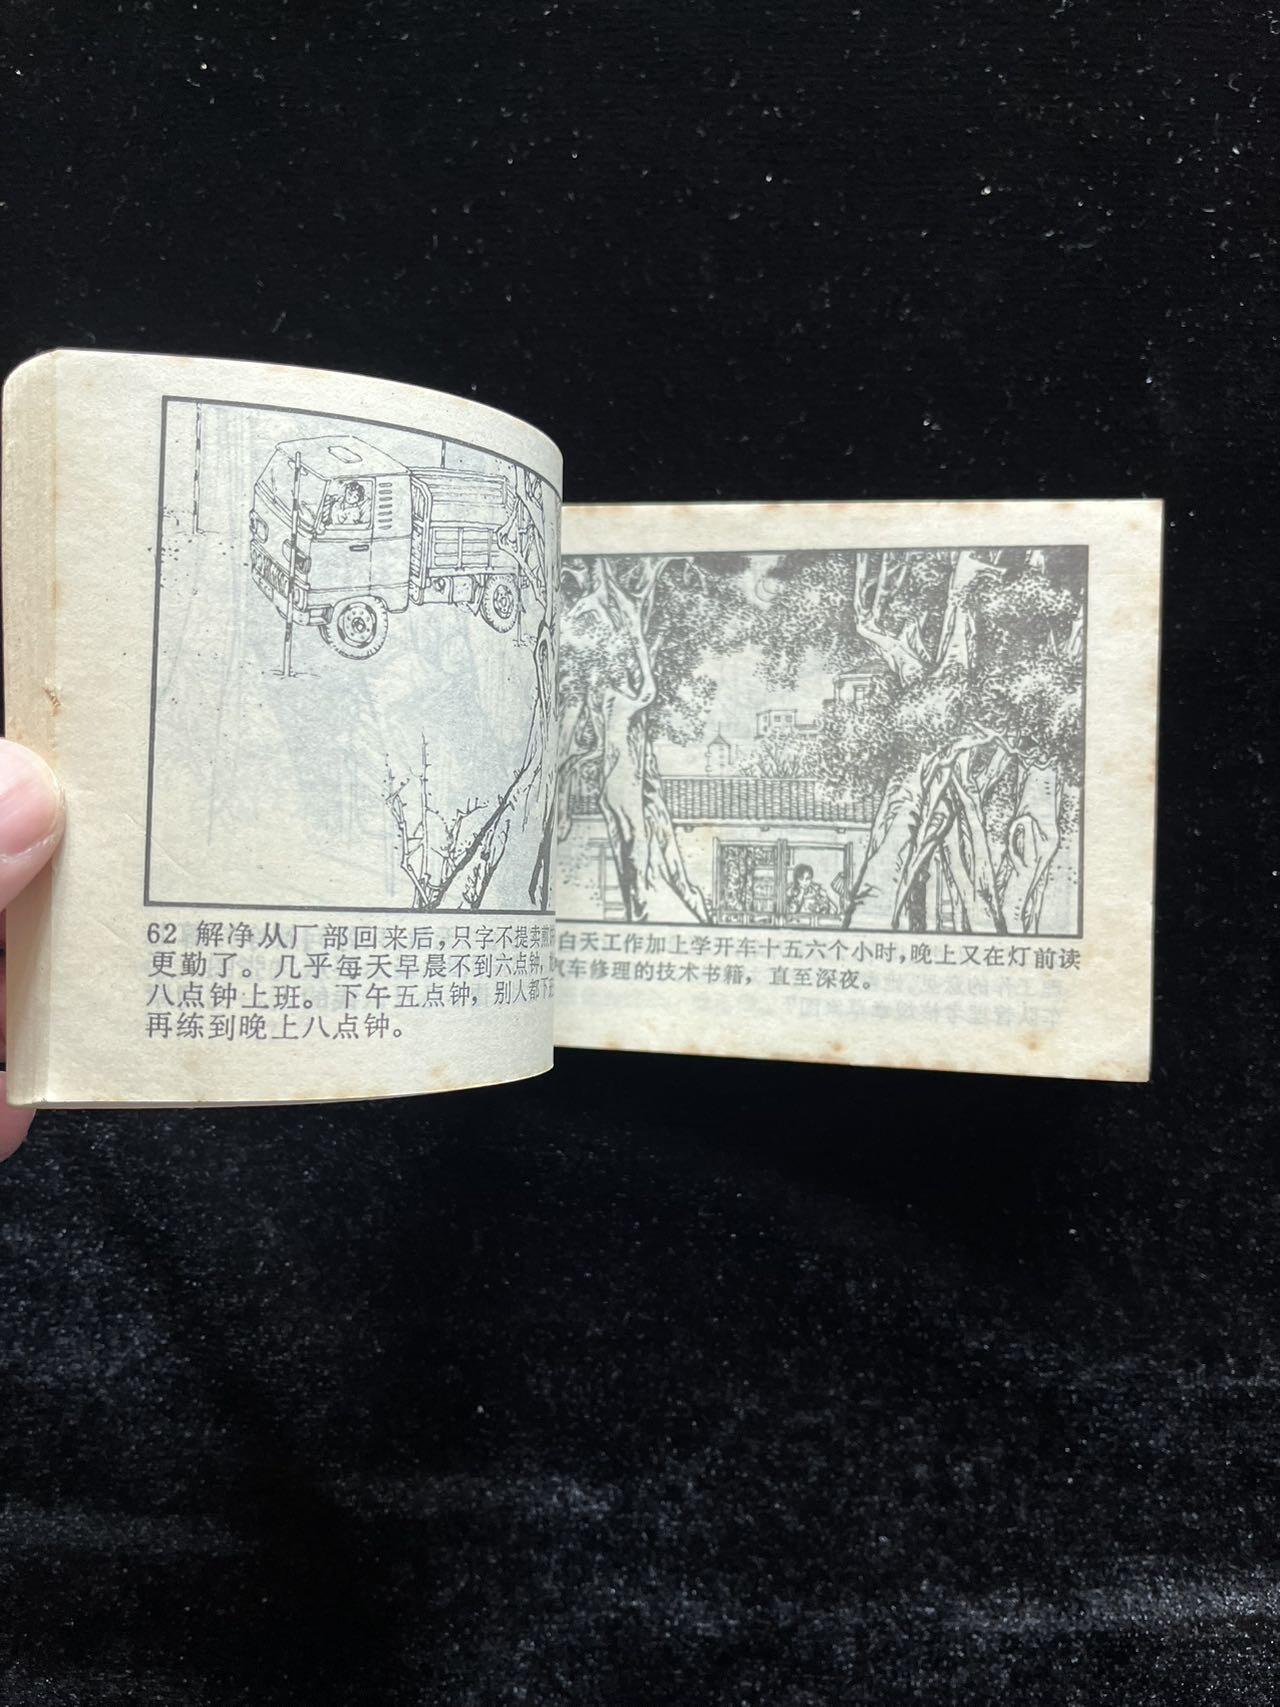 62 解净从厂部回来后，只字不提卖煎
更勤了。几乎每天早晨不到六点钟，
八点钟上班。下午五点钟，别人都下
再练到晚上八点钟。
白天工作加上学开车十五六个小时，晚上又在灯前读
汽车修理的技术书籍，直至深夜。